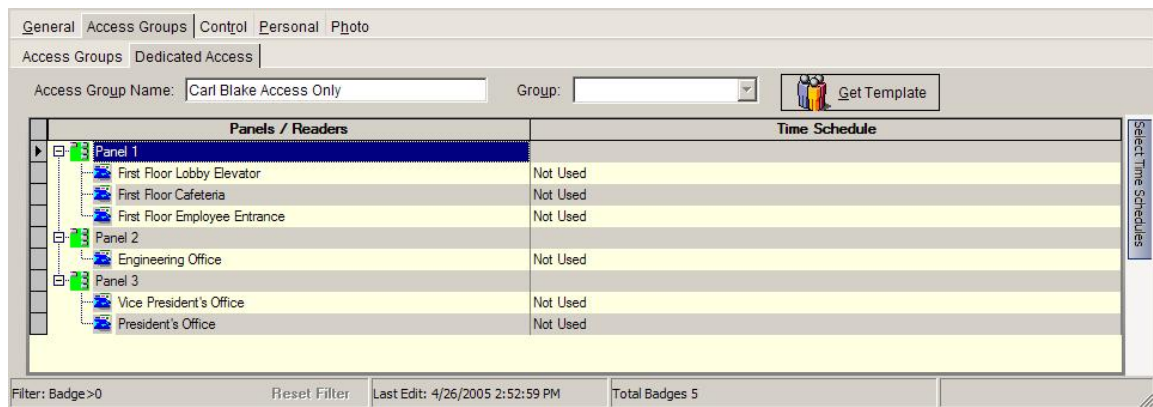 General Access Groups Control Personal Photo
Access Groups Dedicated Access
Access Group Name: Carl Blake Access Only Group: Get Template
Panels / Readers Time Schedule
Panel 1
First Floor Lobby Elevator Not Used
First Floor Cafeteria Not Used
First Floor Employee Entrance Not Used
Panel 2
Engineering Office Not Used
Panel 3
Vice President's Office Not Used
President's Office Not Used
Select Time Schedules
Filter: Badge>0 Reset Filter Last Edit: 4/26/2005 2:52:59 PM Total Badges 5